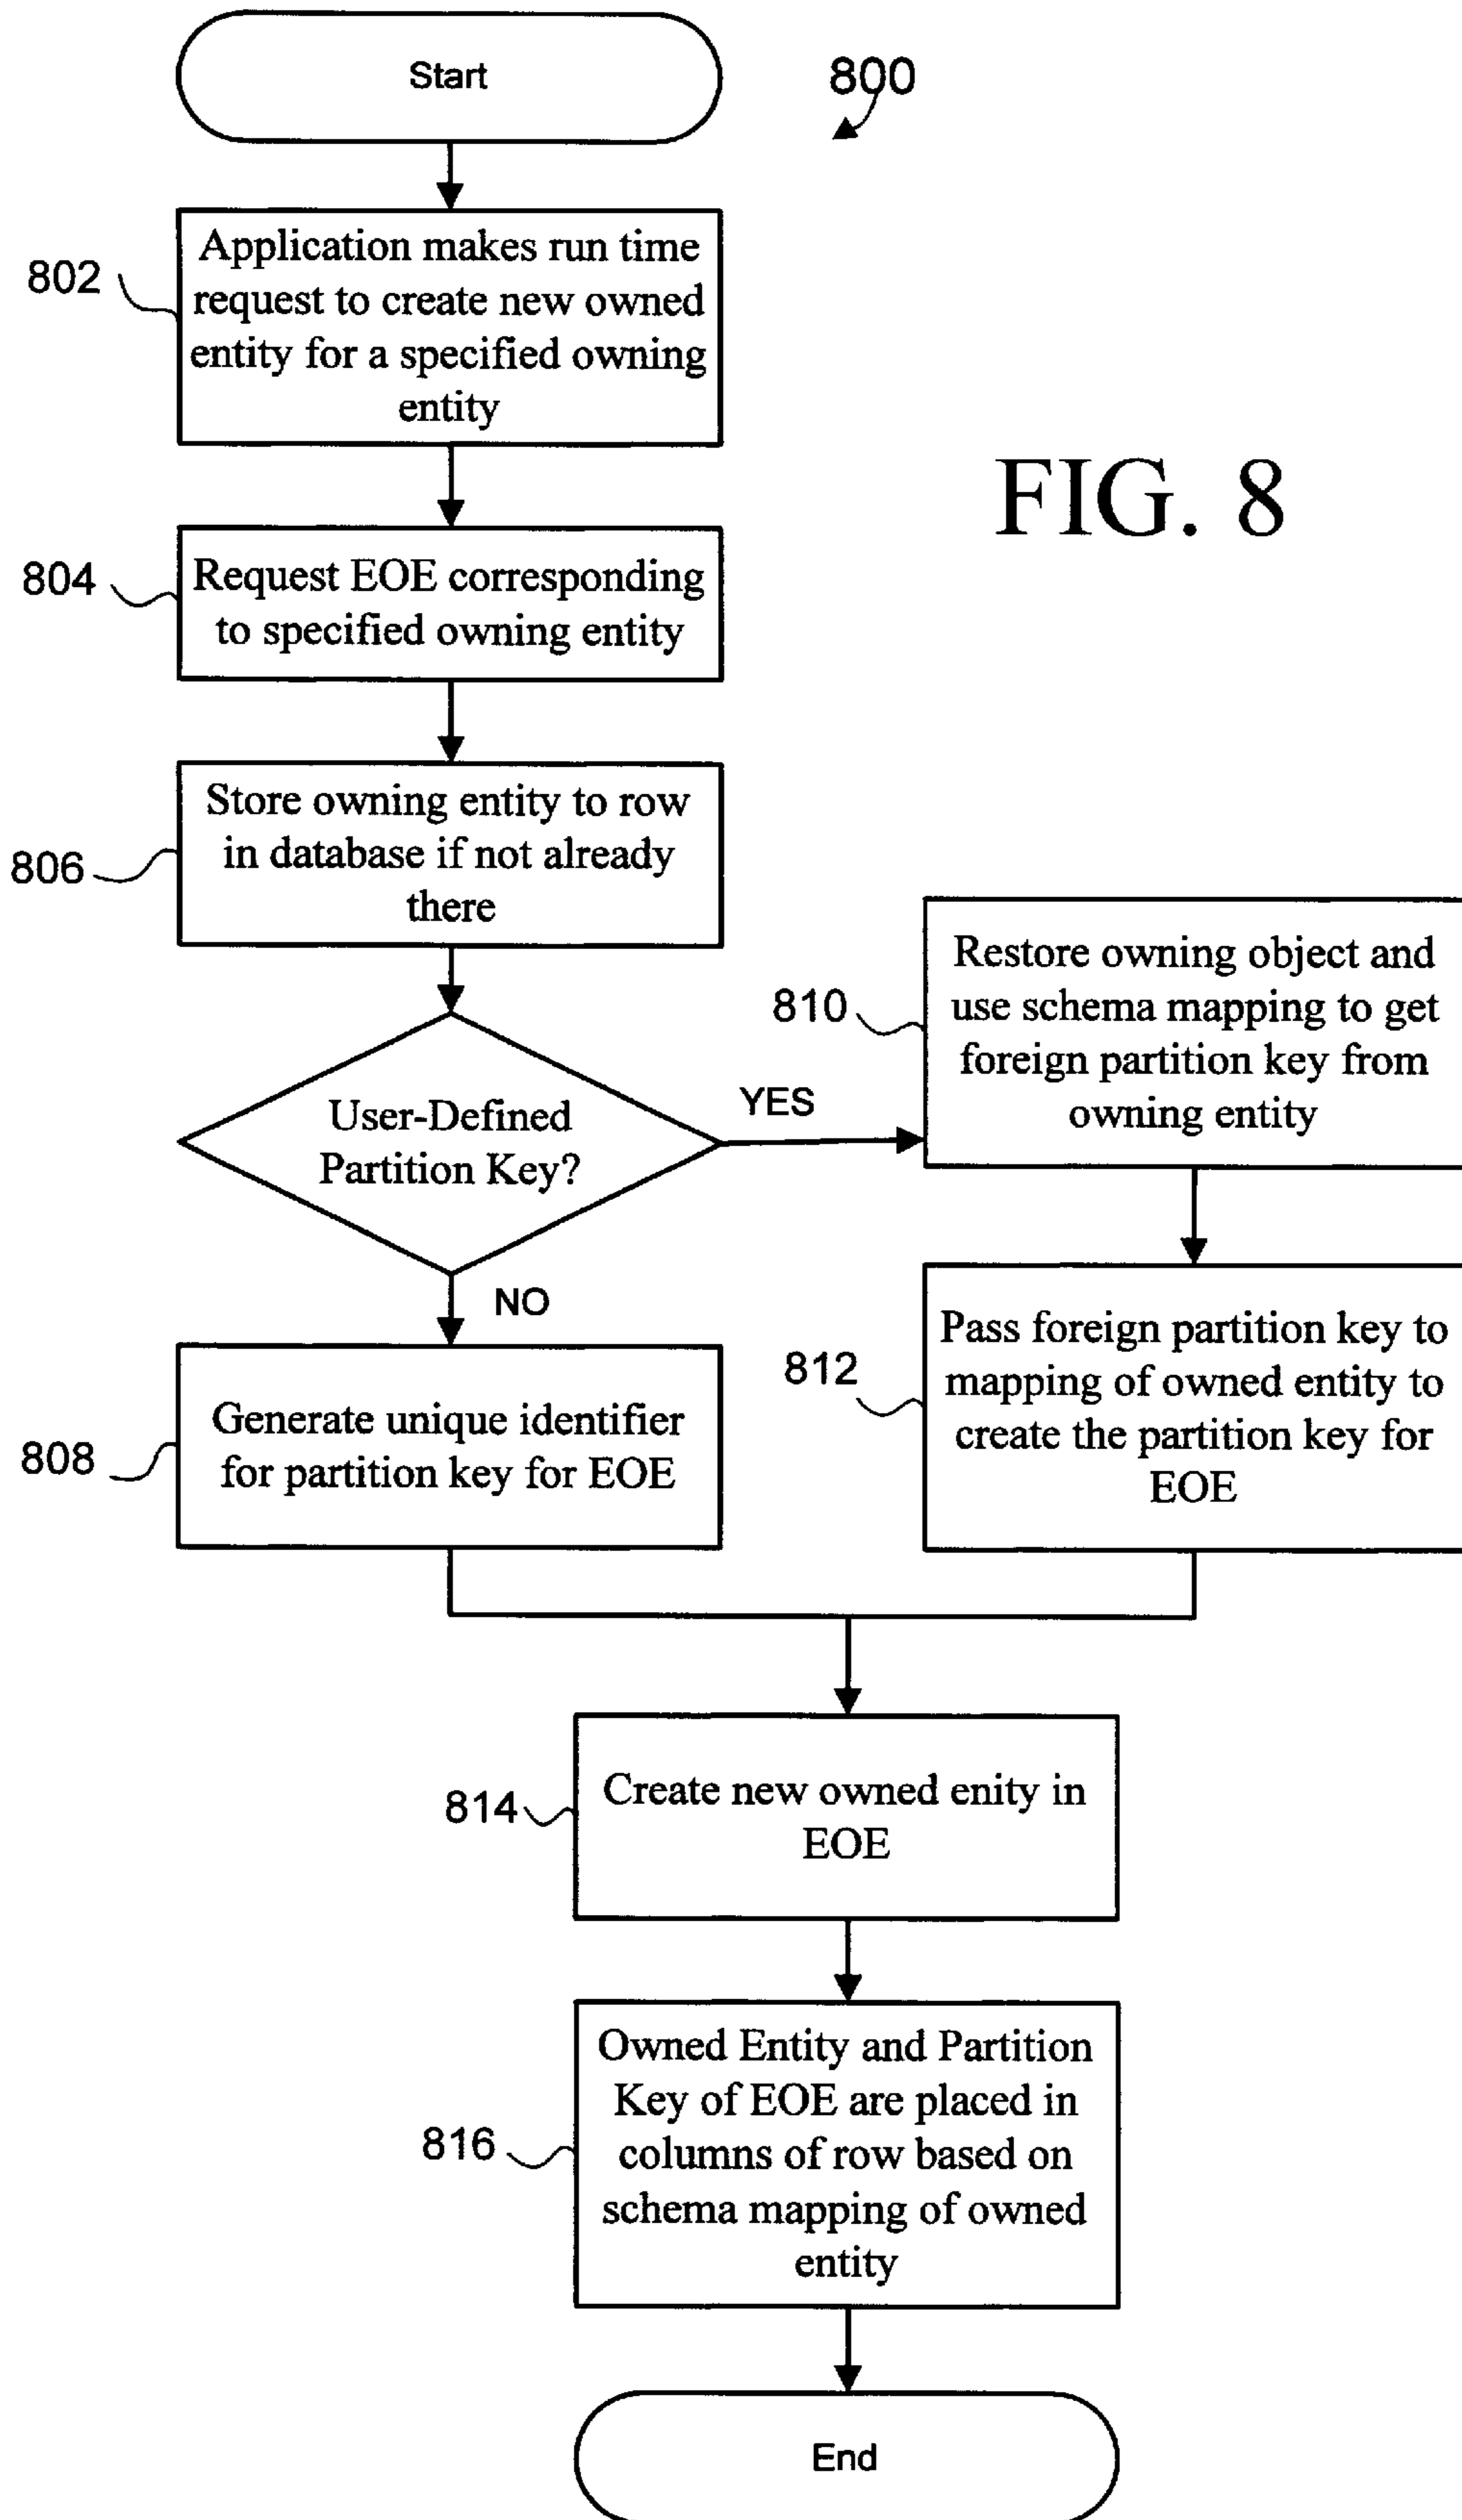 Start
800
802
Application makes run time
request to create new owned
entity for a specified owning
entity
FIG. 8
804
Request EOE corresponding
to specified owning entity
806
Store owning entity to row
in database if not already
there
User-Defined
Partition Key?
YES
NO
810
Restore owning object and
use schema mapping to get
foreign partition key from
owning entity
812
Pass foreign partition key to
mapping of owned entity to
create the partition key for
EOE
808
Generate unique identifier
for partition key for EOE
814
Create new owned enity in
EOE
816
Owned Entity and Partition
Key of EOE are placed in
columns of row based on
schema mapping of owned
entity
End